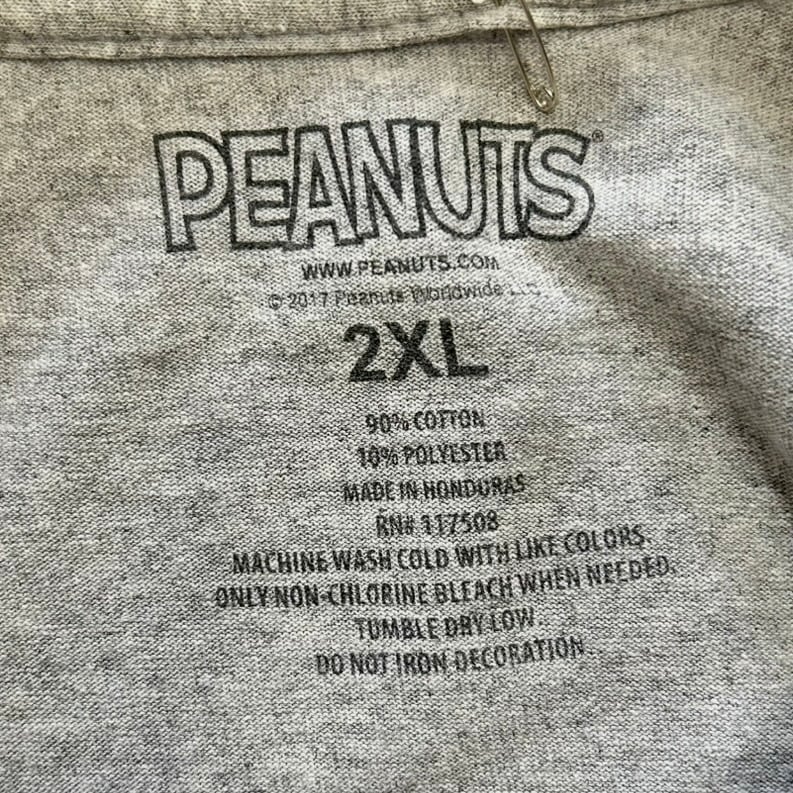 PEANUTS®
WWW.PEANUTS.COM
© 2017 Peanuts Worldwide LLC.
2XL
90% COTTON
10% POLYESTER
MADE IN HONDURAS
RN# 117508
MACHINE WASH COLD WITH LIKE COLORS.
ONLY NON-CHLORINE BLEACH WHEN NEEDED.
TUMBLE DRY LOW.
DO NOT IRON DECORATION.